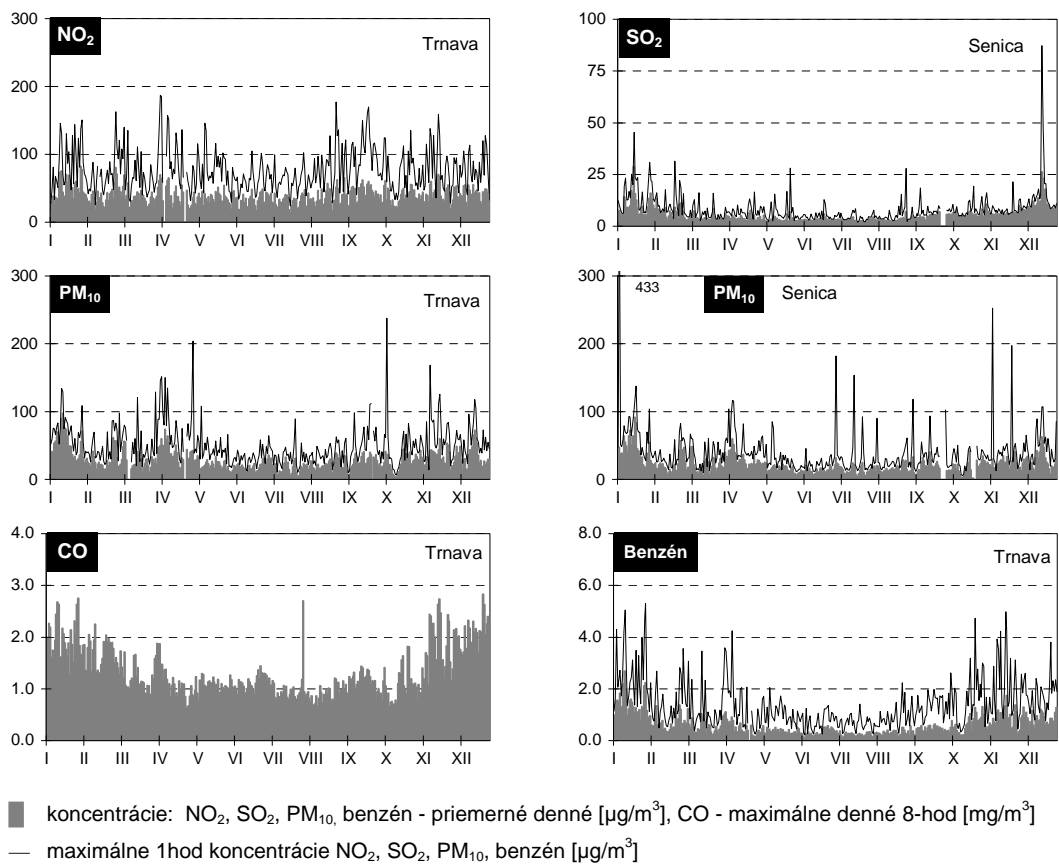 NO₂
Trnava
300
200
100
0
I II III IV V VI VII VIII IX X XI XII
SO₂
Senica
100
75
50
25
0
I II III IV V VI VII VIII IX X XI XII
PM₁₀
Trnava
300
200
100
0
I II III IV V VI VII VIII IX X XI XII
433
PM₁₀ Senica
300
200
100
0
I II III IV V VI VII VIII IX X XI XII
CO
Trnava
4.0
3.0
2.0
1.0
0.0
I II III IV V VI VII VIII IX X XI XII
Benzén
Trnava
8.0
6.0
4.0
2.0
0.0
I II III IV V VI VII VIII IX X XI XII
koncentrácie: NO₂, SO₂, PM₁₀, benzén - priemerné denné [µg/m³], CO - maximálne denné 8-hod [mg/m³]
maximálne 1hod koncentrácie NO₂, SO₂, PM₁₀, benzén [µg/m³]